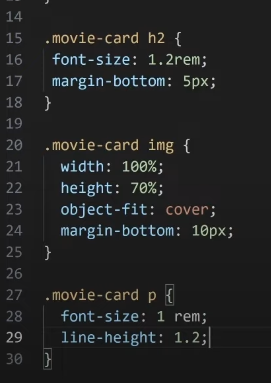 14
15 .movie-card h2 {
16 font-size: 1.2rem;
17 margin-bottom: 5px;
18 }
19
20 .movie-card img {
21 width: 100%;
22 height: 70%;
23 object-fit: cover;
24 margin-bottom: 10px;
25 }
26
27 .movie-card p {
28 font-size: 1 rem;
29 line-height: 1.2;
30 }